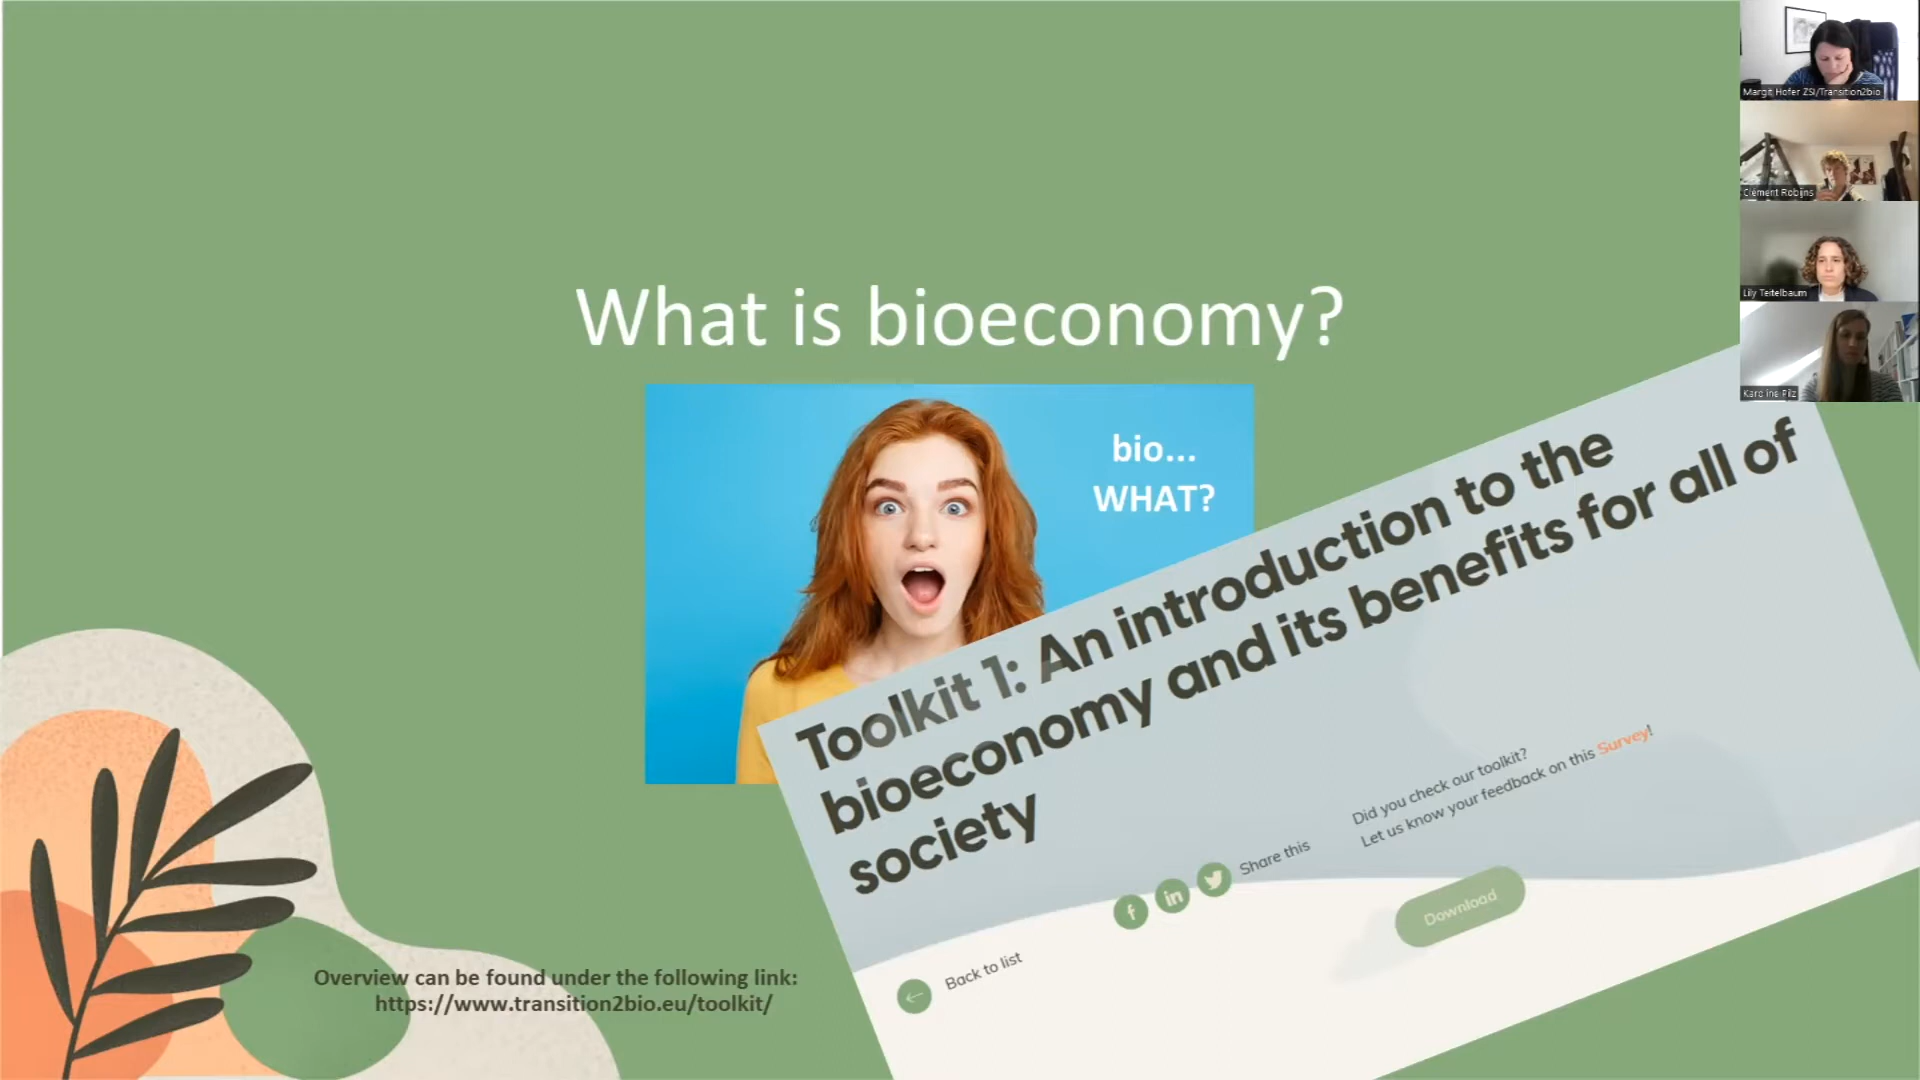 What is bioeconomy?
bio...
WHAT?
Toolkit 1: An introduction to the
bioeconomy and its benefits for all of
society
Did you check our toolkit?
Let us know your feedback on this Survey!
Share this
Download
Back to list
Overview can be found under the following link:
https://www.transition2bio.eu/toolkit/
Margit Hofer ZSI/Transition2bio
Clément Robijns
Lily Teitelbaum
Karoline Pilz